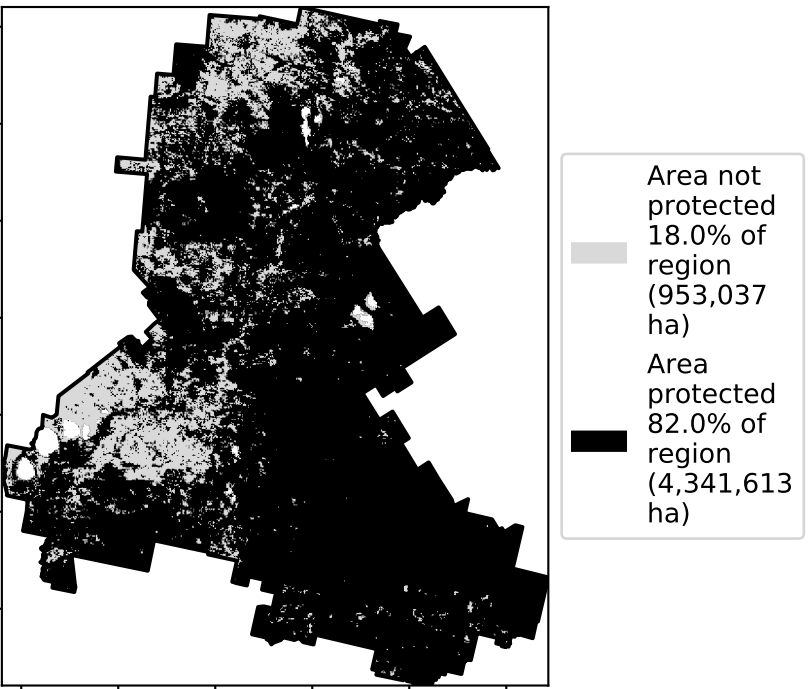 Area not
protected
18.0% of
region
(953,037
ha)
Area
protected
82.0% of
region
(4,341,613
ha)